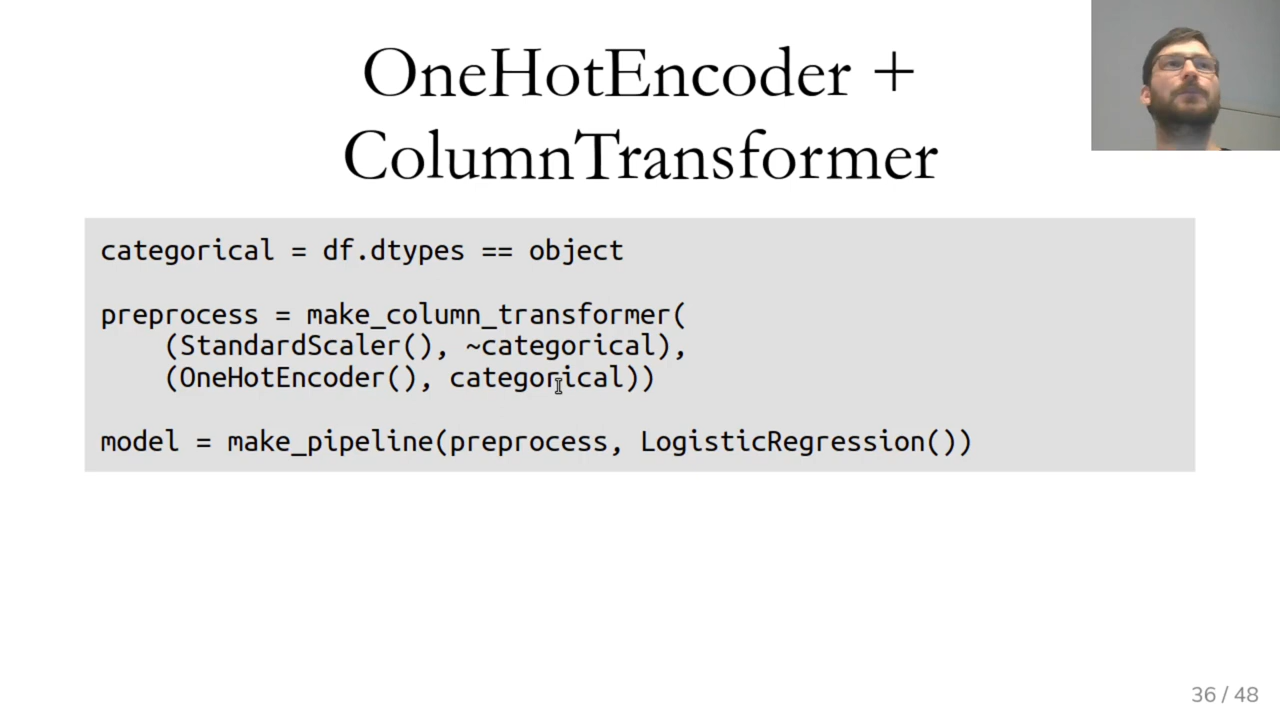 OneHotEncoder +
ColumnTransformer
categorical = df.dtypes == object
preprocess = make_column_transformer(
    (StandardScaler(), ~categorical),
    (OneHotEncoder(), categorical))
model = make_pipeline(preprocess, LogisticRegression())
36 / 48